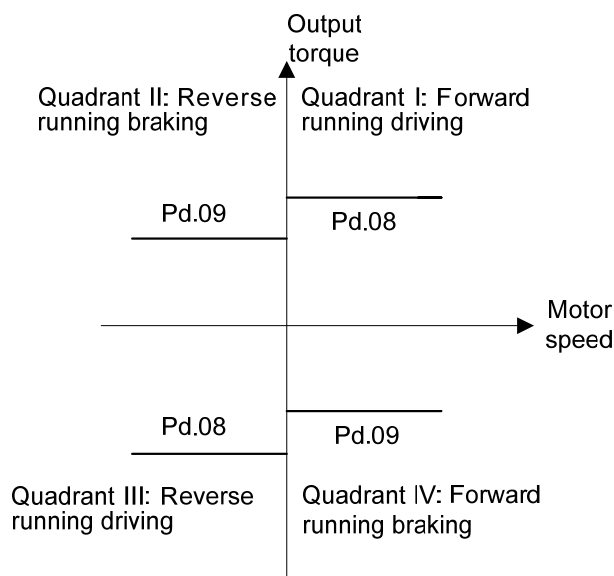 Output
torque
Quadrant II: Reverse
running braking
Quadrant I: Forward
running driving
Pd.09
Pd.08
Motor
speed
Pd.08
Pd.09
Quadrant III: Reverse
running driving
Quadrant IV: Forward
running braking